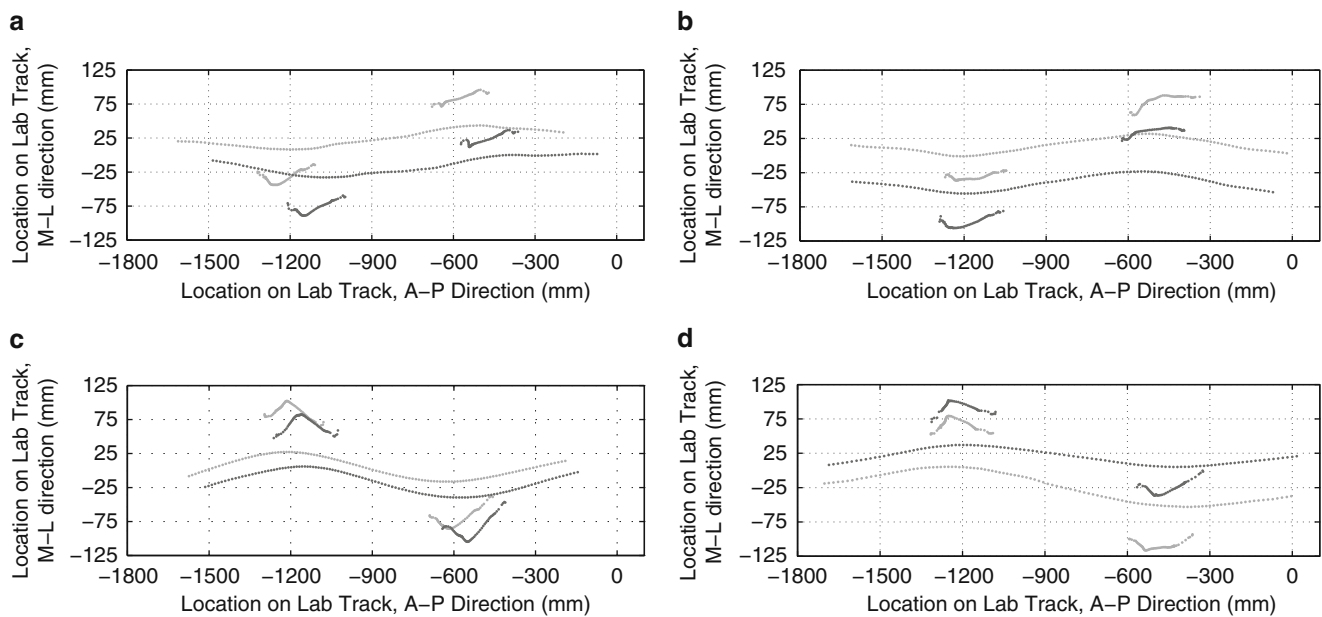 a
Location on Lab Track,
M−L direction (mm)
125
75
25
−25
−75
−125
−1800 −1500 −1200 −900 −600 −300 0
Location on Lab Track, A−P Direction (mm)
b
Location on Lab Track,
M−L direction (mm)
125
75
25
−25
−75
−125
−1800 −1500 −1200 −900 −600 −300 0
Location on Lab Track, A−P Direction (mm)
c
Location on Lab Track,
M−L direction (mm)
125
75
25
−25
−75
−125
−1800 −1500 −1200 −900 −600 −300 0
Location on Lab Track, A−P Direction (mm)
d
Location on Lab Track,
M−L direction (mm)
125
75
25
−25
−75
−125
−1800 −1500 −1200 −900 −600 −300 0
Location on Lab Track, A−P Direction (mm)